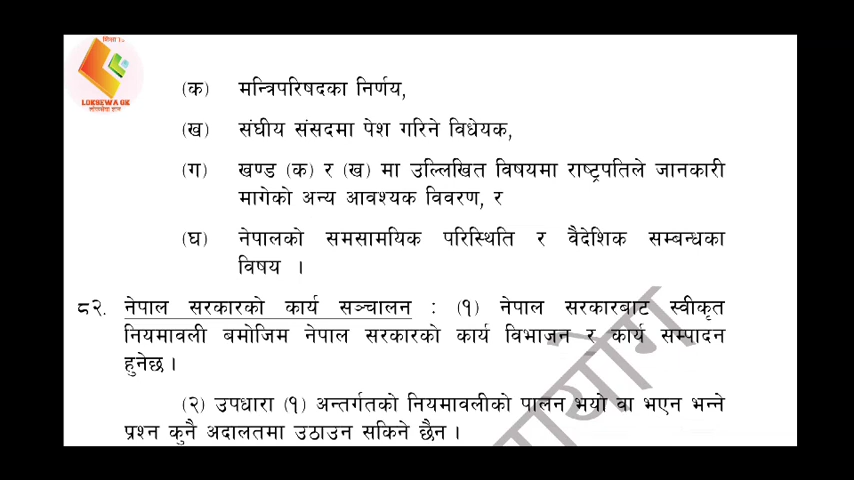 शिक्षा ।..
LOKSEWA GK
लोकसेवा ज्ञान
(क) मन्त्रिपरिषदका निर्णय,
(ख) संघीय संसदमा पेश गरिने विधेयक,
(ग) खण्ड (क) र (ख) मा उल्लिखित विषयमा राष्ट्रपतिले जानकारी
मागेको अन्य आवश्यक विवरण, र
(घ) नेपालको समसामयिक परिस्थिति र वैदेशिक सम्बन्धका
विषय ।
८२. नेपाल सरकारको कार्य सञ्चालन : (१) नेपाल सरकारबाट स्वीकृत
नियमावली बमोजिम नेपाल सरकारको कार्य विभाजन र कार्य सम्पादन
हुनेछ ।
(२) उपधारा (१) अन्तर्गतको नियमावलीको पालन भयो वा भएन भन्ने
प्रश्न कुनै अदालतमा उठाउन सकिने छैन ।